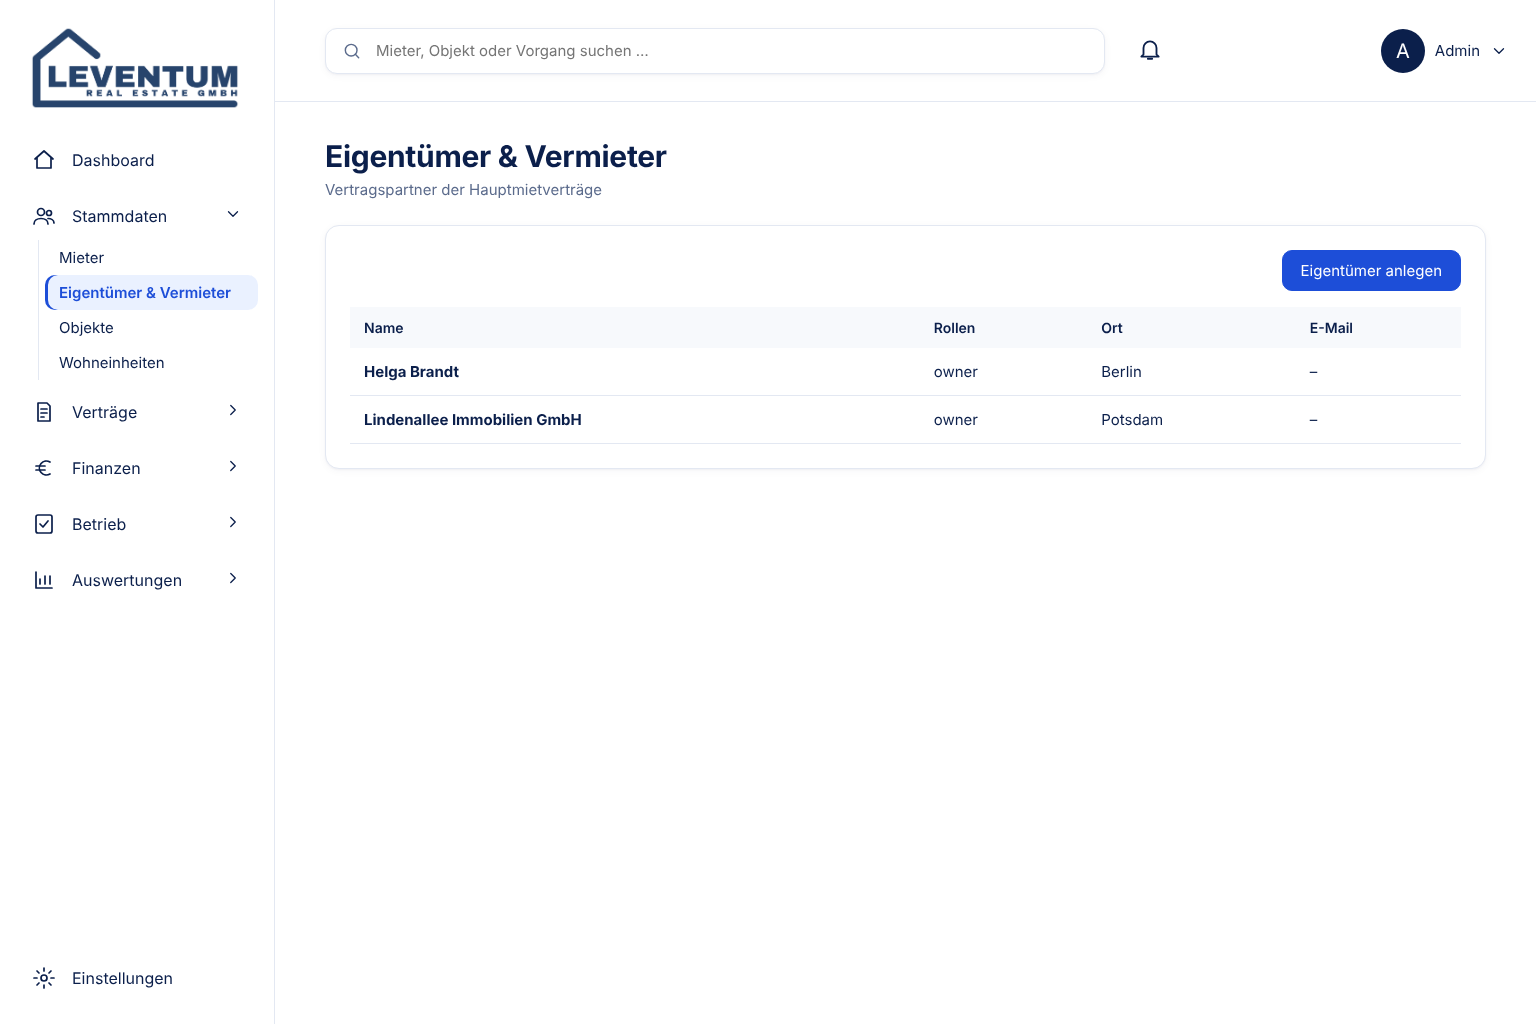 LEVENTUM
REAL ESTATE GMBH
Mieter, Objekt oder Vorgang suchen ...
A
Admin
Dashboard
Stammdaten
Mieter
Eigentümer & Vermieter
Objekte
Wohneinheiten
Verträge
Finanzen
Betrieb
Auswertungen
Einstellungen
Eigentümer & Vermieter
Vertragspartner der Hauptmietverträge
Eigentümer anlegen
Name Rollen Ort E-Mail
Helga Brandt owner Berlin –
Lindenallee Immobilien GmbH owner Potsdam –